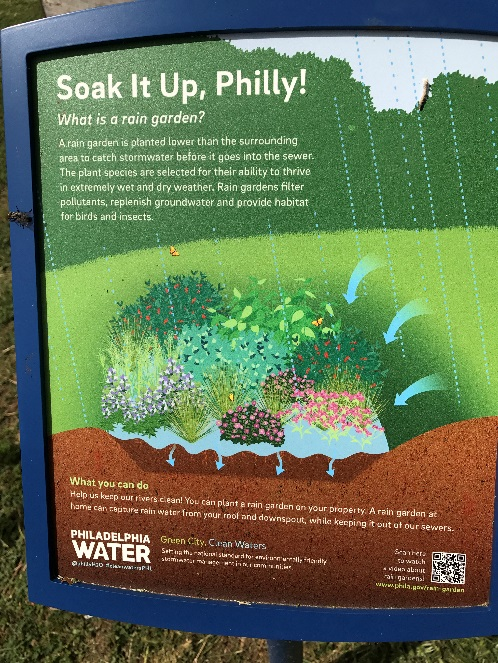 Soak It Up, Philly!
What is a rain garden?
A rain garden is planted lower than the surrounding
area to catch stormwater before it goes into the sewer.
The plant species are selected for their ability to thrive
in extremely wet and dry weather. Rain gardens filter
pollutants, replenish groundwater and provide habitat
for birds and insects.
What you can do
Help us keep our rivers clean! You can plant a rain garden on your property. A rain garden at
home can capture rain water from your roof and downspout, while keeping it out of our sewers.
PHILADELPHIA
WATER
Green City, Clean Waters
Setting the national standard for environmentally friendly
stormwater management in our communities.
Scan here
to watch
a video about
rain gardens!
www.phila.gov/rain-garden